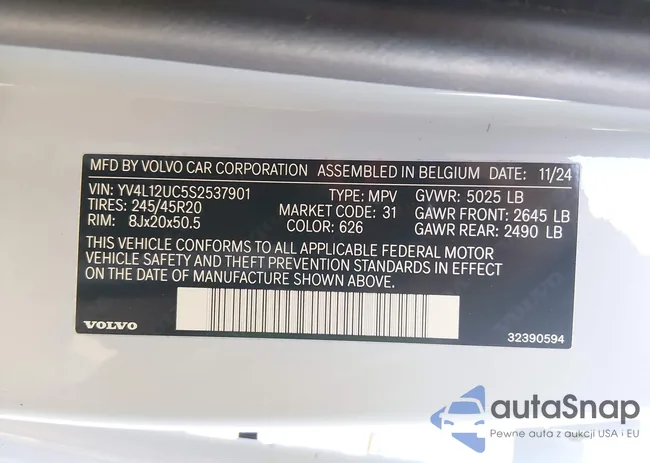 MFD BY VOLVO CAR CORPORATION ASSEMBLED IN BELGIUM DATE: 11/24
VIN: YV4L12UC5S2537901 TYPE: MPV GVWR: 5025 LB
TIRES: 245/45R20 MARKET CODE: 31 GAWR FRONT: 2645 LB
RIM: 8Jx20x50.5 COLOR: 626 GAWR REAR: 2490 LB
THIS VEHICLE CONFORMS TO ALL APPLICABLE FEDERAL MOTOR
VEHICLE SAFETY AND THEFT PREVENTION STANDARDS IN EFFECT
ON THE DATE OF MANUFACTURE SHOWN ABOVE.
VOLVO 32390594
autaSnap
Pewne auta z aukcji USA i EU